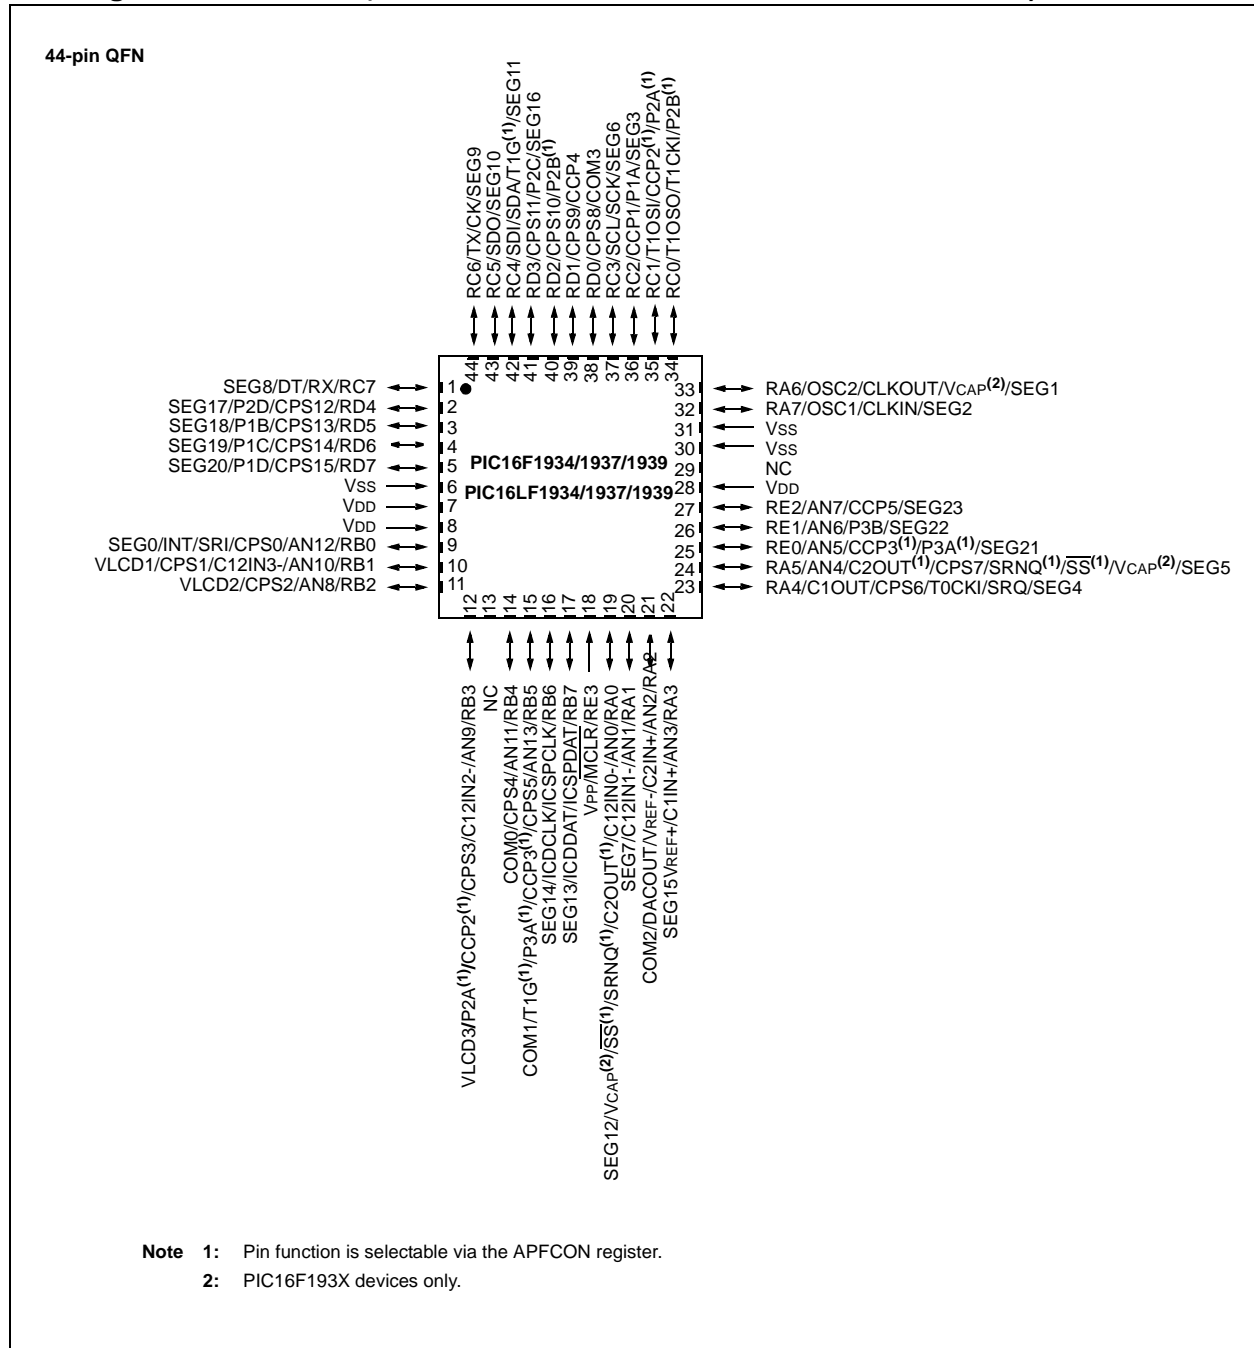 44-pin QFN
RC6/TX/CK/SEG9
RC5/SDO/SEG10
RC4/SDI/SDA/T1G(1)/SEG11
RD3/CPS11/P2C/SEG16
RD2/CPS10/P2B(1)
RD1/CPS9/CCP4
RD0/CPS8/COM3
RC3/SCL/SCK/SEG6
RC2/CCP1/P1A/SEG3
RC1/T1OSI/CCP2(1)/P2A(1)
RC0/T1OSO/T1CKI/P2B(1)
44
43
42
41
40
39
38
37
36
35
34
SEG8/DT/RX/RC7 1
SEG17/P2D/CPS12/RD4 2
SEG18/P1B/CPS13/RD5 3
SEG19/P1C/CPS14/RD6 4
SEG20/P1D/CPS15/RD7 5
VSS 6
VDD 7
VDD 8
SEG0/INT/SRI/CPS0/AN12/RB0 9
VLCD1/CPS1/C12IN3-/AN10/RB1 10
VLCD2/CPS2/AN8/RB2 11
PIC16F1934/1937/1939
PIC16LF1934/1937/1939
33 RA6/OSC2/CLKOUT/VCAP(2)/SEG1
32 RA7/OSC1/CLKIN/SEG2
31 VSS
30 VSS
29 NC
28 VDD
27 RE2/AN7/CCP5/SEG23
26 RE1/AN6/P3B/SEG22
25 RE0/AN5/CCP3(1)/P3A(1)/SEG21
24 RA5/AN4/C2OUT(1)/CPS7/SRNQ(1)/SS(1)/VCAP(2)/SEG5
23 RA4/C1OUT/CPS6/T0CKI/SRQ/SEG4
12
13
14
15
16
17
18
19
20
21
22
VLCD3/P2A(1)/CCP2(1)/CPS3/C12IN2-/AN9/RB3
NC
COM0/CPS4/AN11/RB4
COM1/T1G(1)/P3A(1)/CCP3(1)/CPS5/AN13/RB5
SEG14/ICDCLK/ICSPCLK/RB6
SEG13/ICDDAT/ICSPDAT/RB7
VPP/MCLR/RE3
SEG12/VCAP(2)/SS(1)/SRNQ(1)/C2OUT(1)/C12IN0-/AN0/RA0
SEG7/C12IN1-/AN1/RA1
COM2/DACOUT/VREF-/C2IN+/AN2/RA2
SEG15VREF+/C1IN+/AN3/RA3
Note 1: Pin function is selectable via the APFCON register.
2: PIC16F193X devices only.